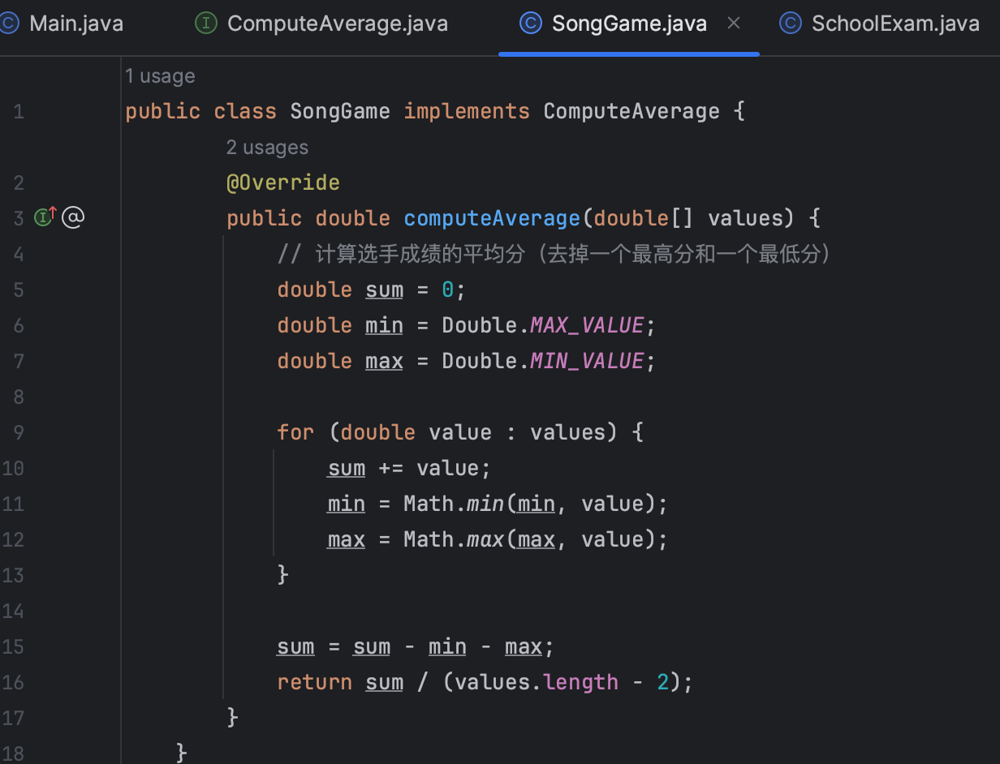 Main.java ComputeAverage.java SongGame.java SchoolExam.java
1 usage
1 public class SongGame implements ComputeAverage {
2 usages
2 @Override
3 public double computeAverage(double[] values) {
4 // 计算选手成绩的平均分（去掉一个最高分和一个最低分）
5 double sum = 0;
6 double min = Double.MAX_VALUE;
7 double max = Double.MIN_VALUE;
8
9 for (double value : values) {
10 sum += value;
11 min = Math.min(min, value);
12 max = Math.max(max, value);
13 }
14
15 sum = sum - min - max;
16 return sum / (values.length - 2);
17 }
18 }